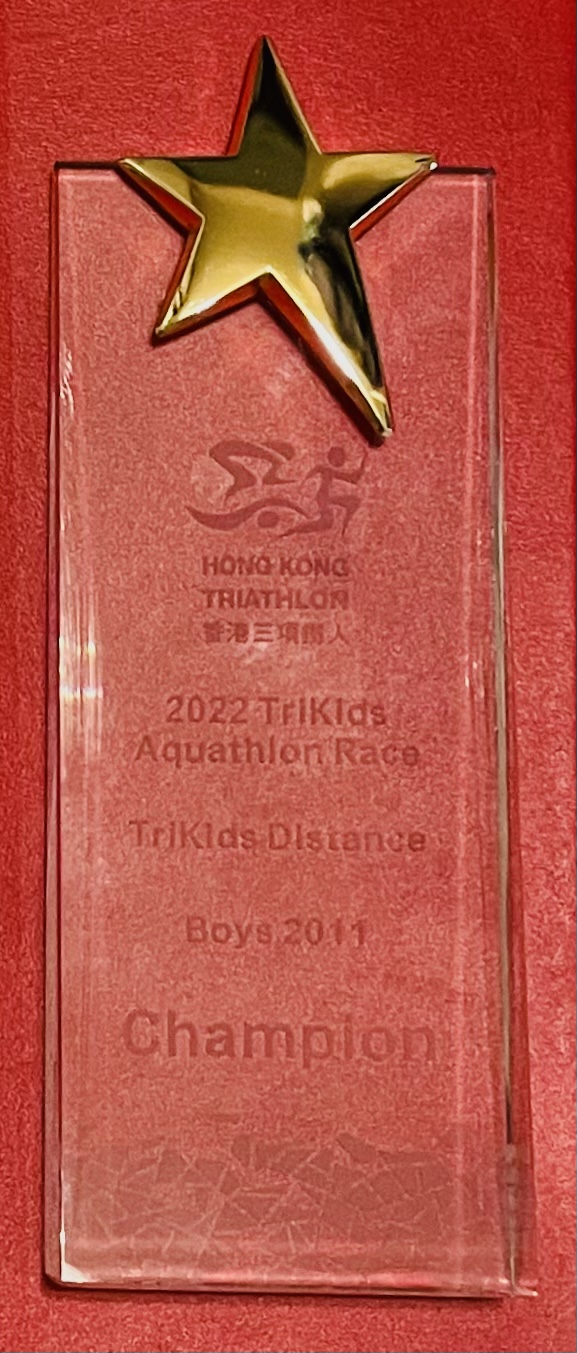 HONG KONG
TRIATHLON
香港三項鐵人
2022 TriKids
Aquathlon Race
TriKids Distance
Boys 2011
Champion